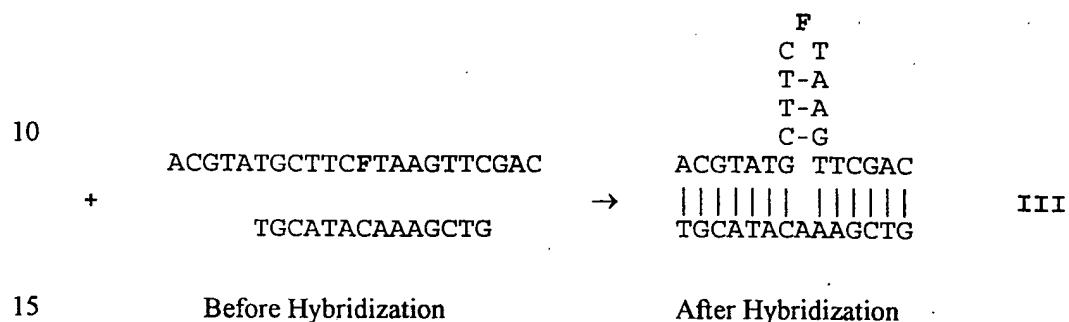 F
C T
T-A
T-A
10 C-G
ACGTATGCTTCFTAAGTTCGAC ACGTATG TTCGAC
+ → ||||||| |||||| III
TGCATACAAAGCTG TGCATACAAAGCTG
15 Before Hybridization After Hybridization